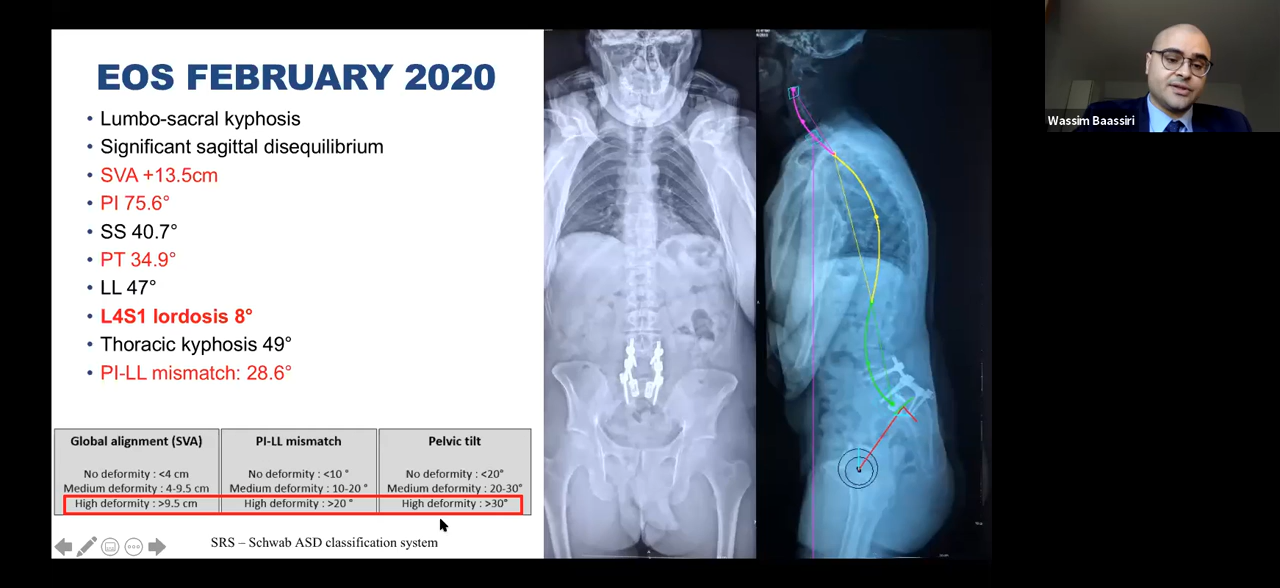 EOS FEBRUARY 2020
• Lumbo-sacral kyphosis
• Significant sagittal disequilibrium
• SVA +13.5cm
• PI 75.6°
• SS 40.7°
• PT 34.9°
• LL 47°
• L4S1 lordosis 8°
• Thoracic kyphosis 49°
• PI-LL mismatch: 28.6°
Global alignment (SVA) PI-LL mismatch Pelvic tilt
No deformity : <4 cm No deformity : <10 ° No deformity : <20°
Medium deformity : 4-9.5 cm Medium deformity : 10-20 ° Medium deformity : 20-30°
High deformity : >9.5 cm High deformity : >20 ° High deformity : >30°
SRS – Schwab ASD classification system
Wassim Baassiri